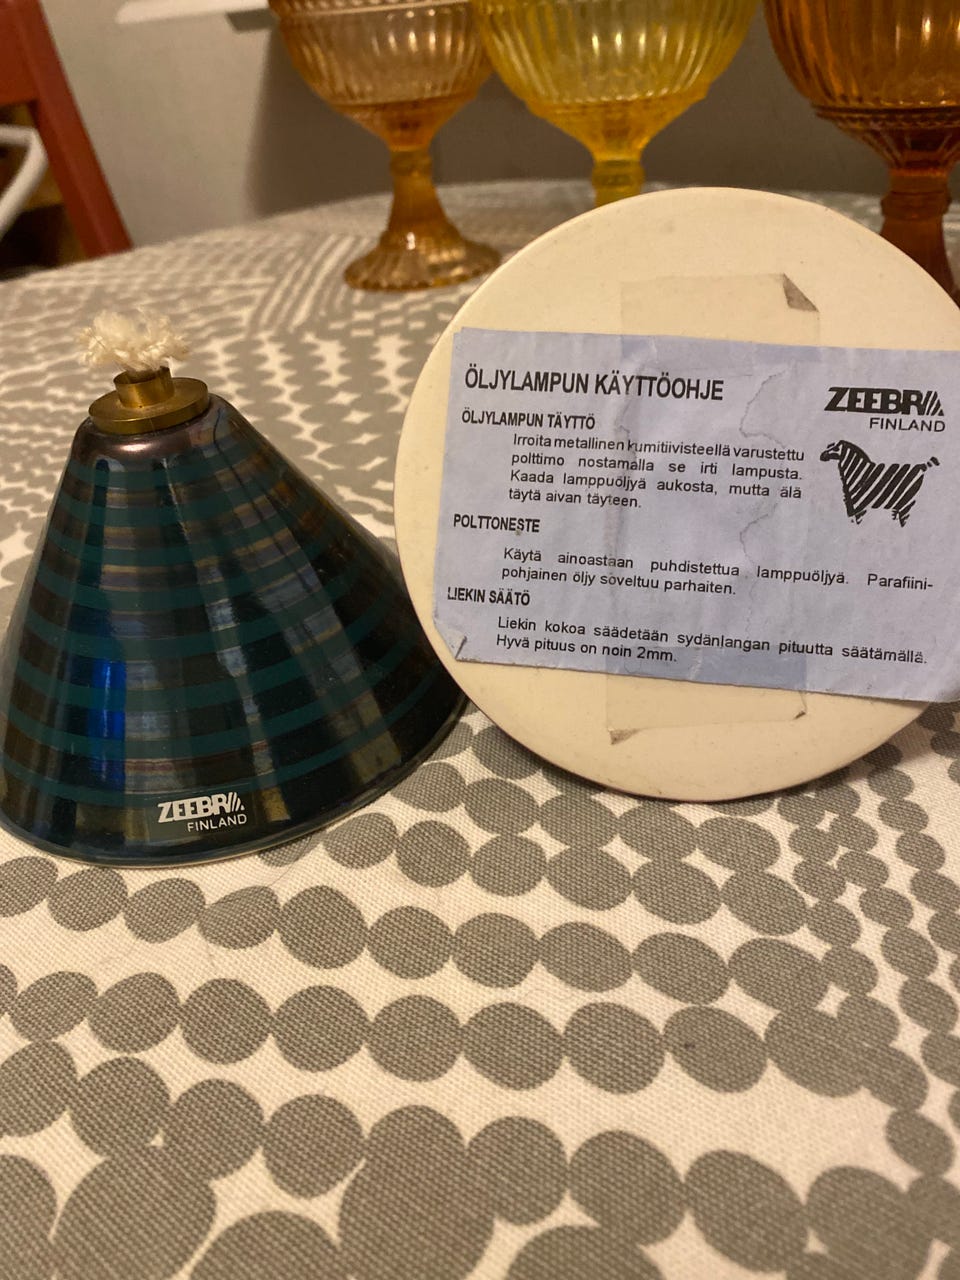 ÖLJYLAMPUN KÄYTTÖOHJE
ZEEBRA
FINLAND
ÖLJYLAMPUN TÄYTTÖ
Irroita metallinen kumitiivisteellä varustettu
polttimo nostamalla se irti lampusta.
Kaada lamppuöljyä aukosta, mutta älä
täytä aivan täyteen.
POLTTONESTE
Käytä ainoastaan puhdistettua lamppuöljyä. Parafiini-
pohjainen öljy soveltuu parhaiten.
LIEKIN SÄÄTÖ
Liekin kokoa säädetään sydänlangan pituutta säätämällä.
Hyvä pituus on noin 2mm.
ZEEBRA
FINLAND